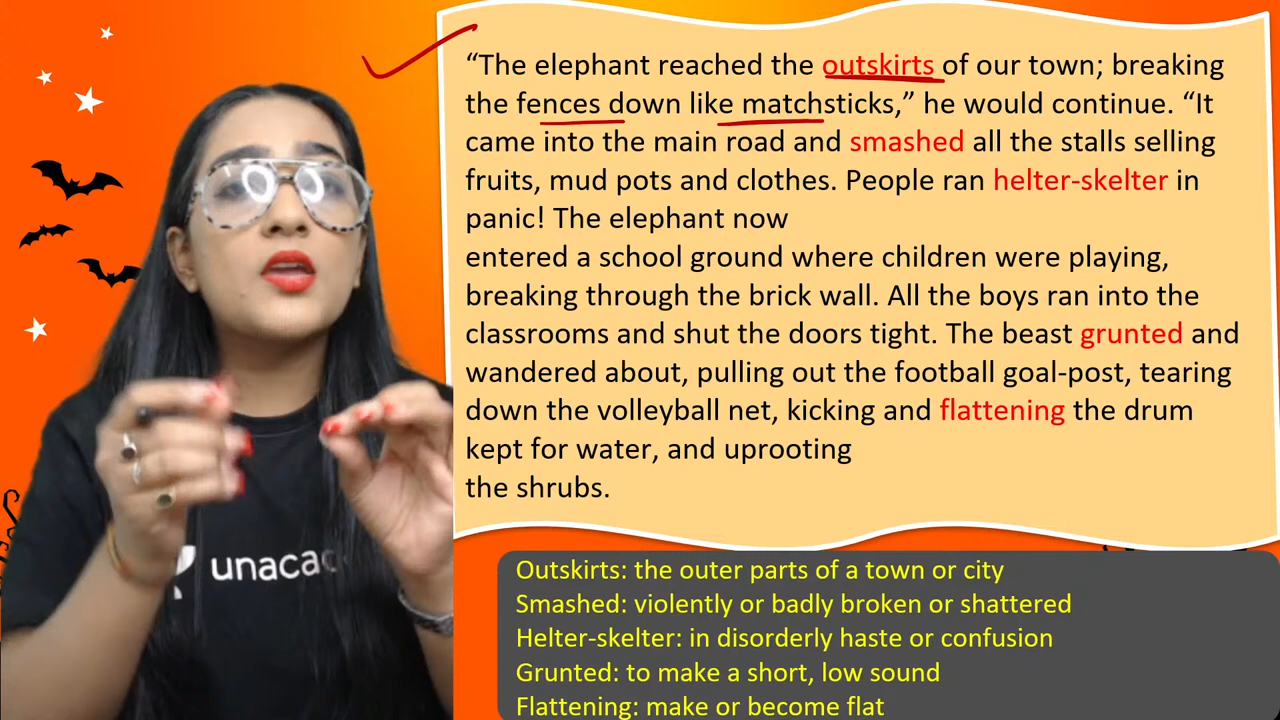 “The elephant reached the outskirts of our town; breaking
the fences down like matchsticks,” he would continue. “It
came into the main road and smashed all the stalls selling
fruits, mud pots and clothes. People ran helter-skelter in
panic! The elephant now
entered a school ground where children were playing,
breaking through the brick wall. All the boys ran into the
classrooms and shut the doors tight. The beast grunted and
wandered about, pulling out the football goal-post, tearing
down the volleyball net, kicking and flattening the drum
kept for water, and uprooting
the shrubs.
unacad
Outskirts: the outer parts of a town or city
Smashed: violently or badly broken or shattered
Helter-skelter: in disorderly haste or confusion
Grunted: to make a short, low sound
Flattening: make or become flat